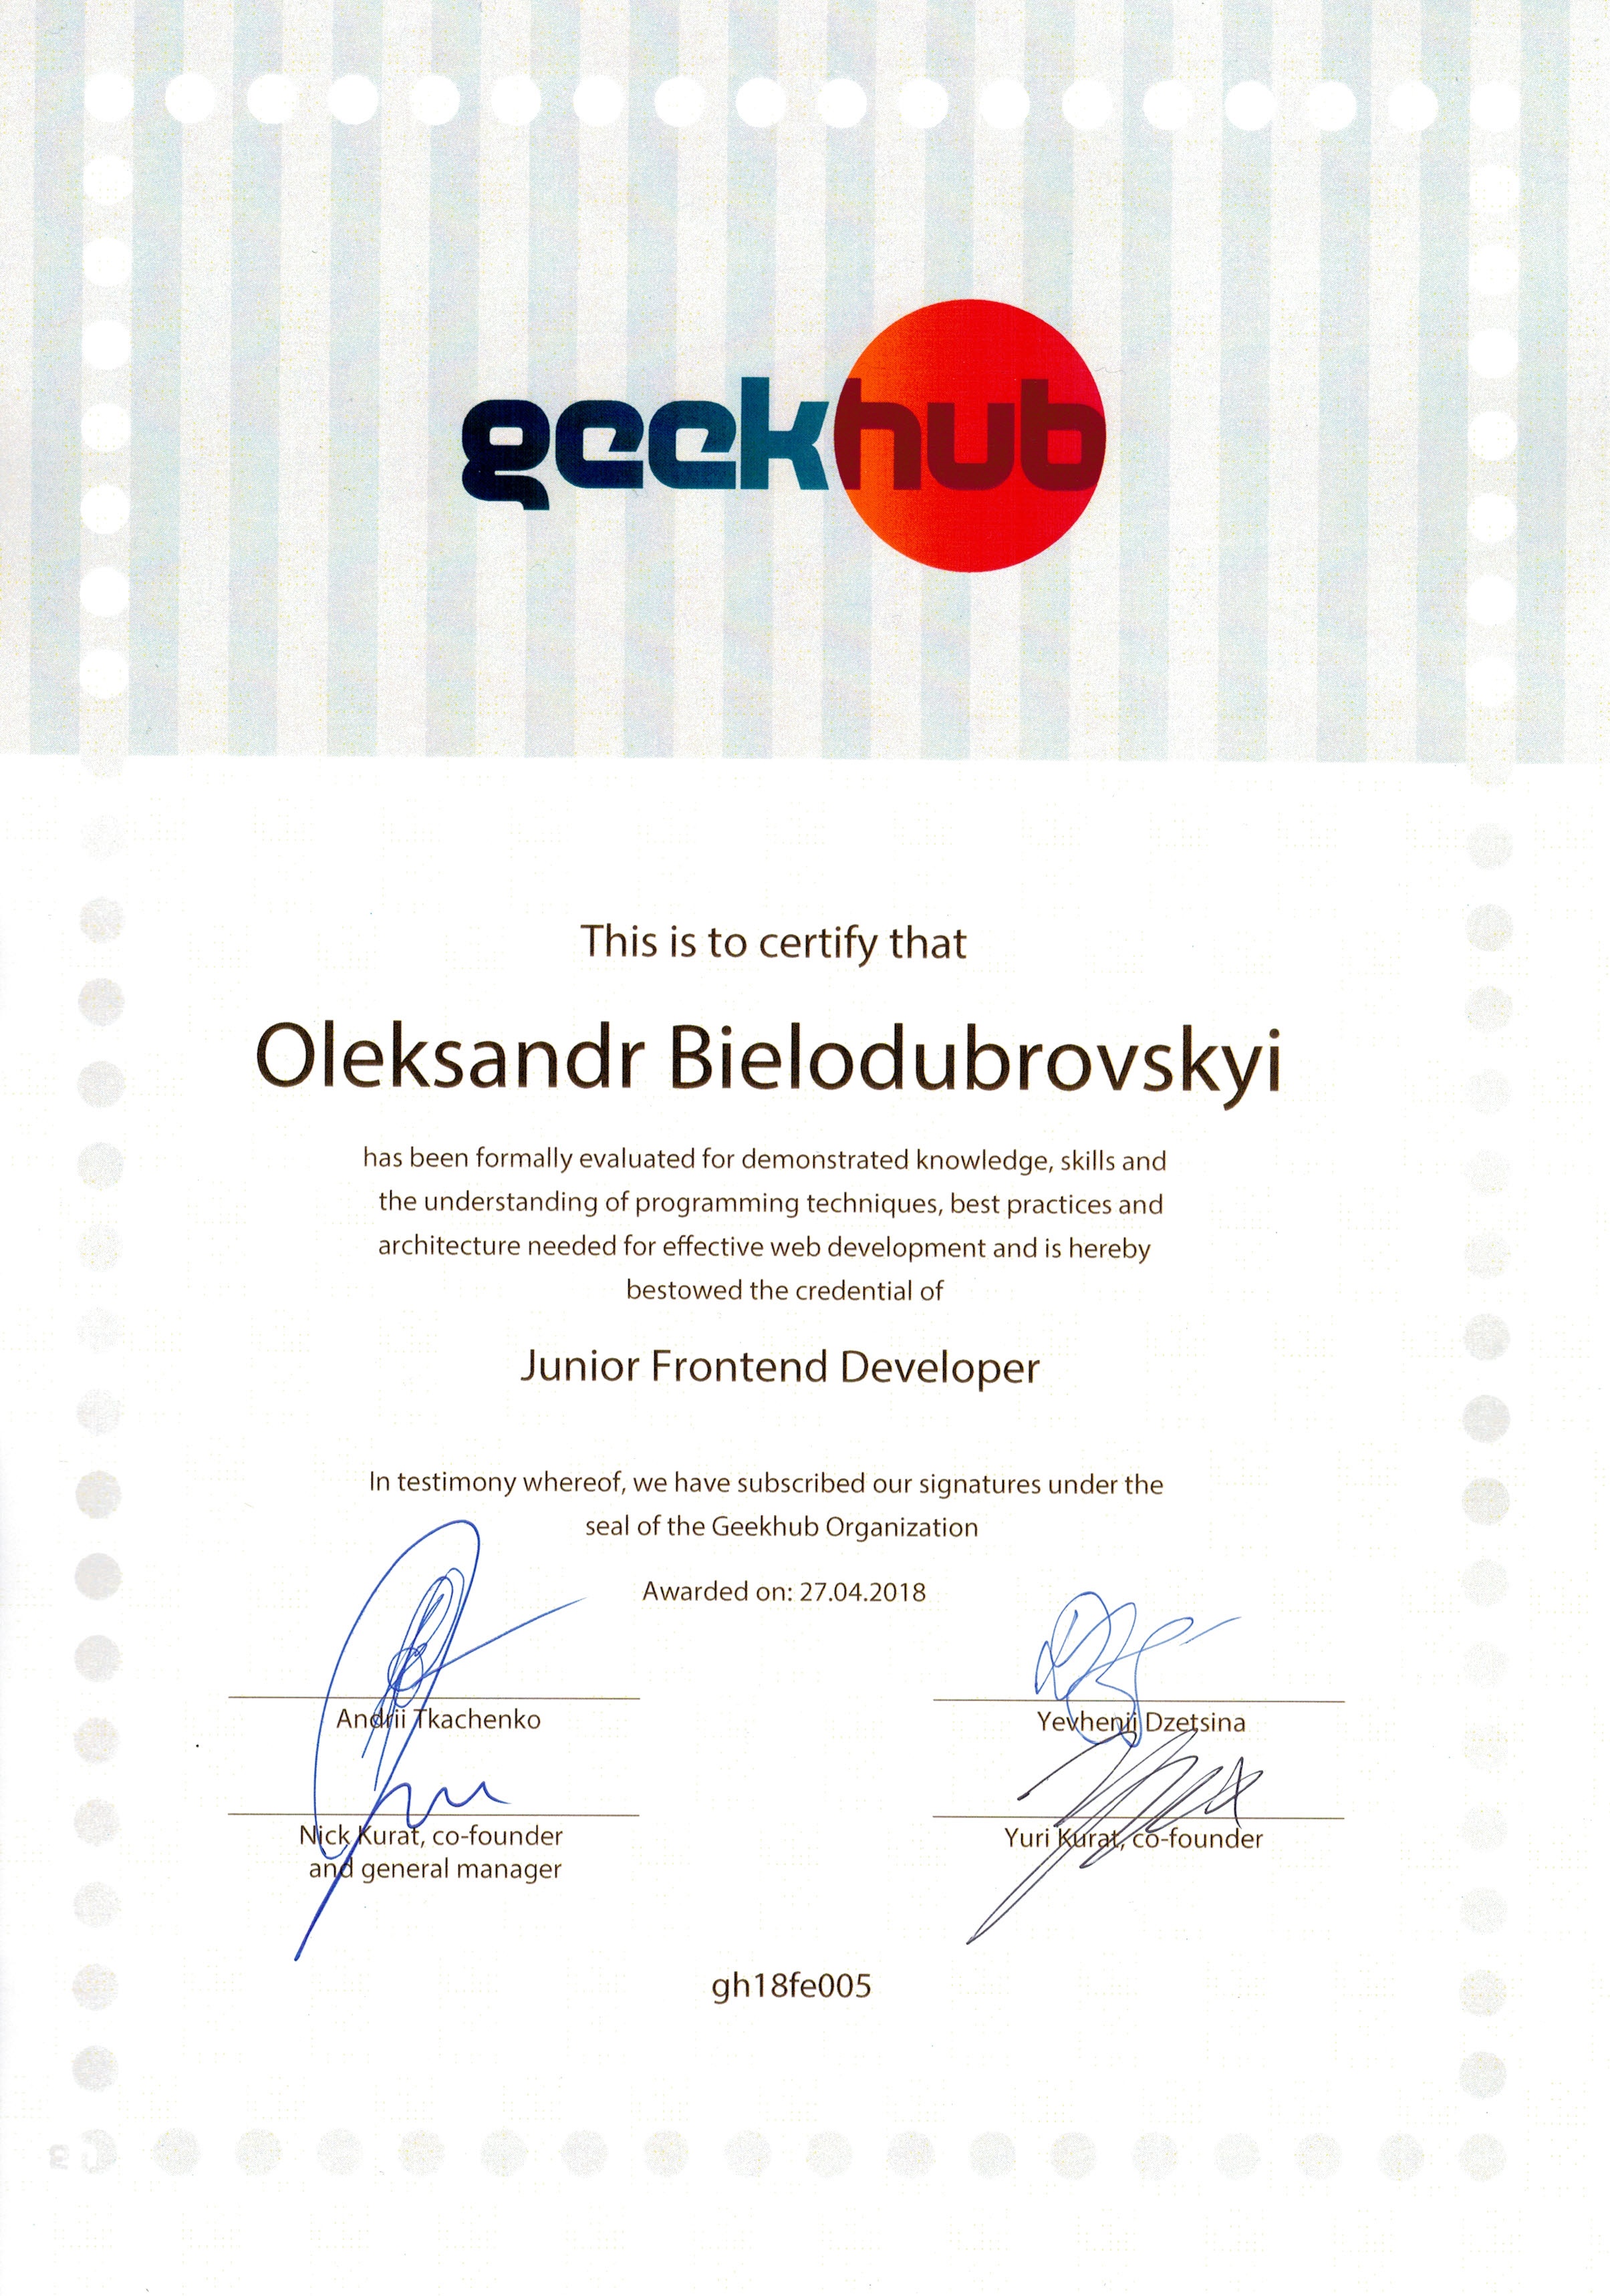 geekhub
This is to certify that
Oleksandr Bielodubrovskyi
has been formally evaluated for demonstrated knowledge, skills and
the understanding of programming techniques, best practices and
architecture needed for effective web development and is hereby
bestowed the credential of
Junior Frontend Developer
In testimony whereof, we have subscribed our signatures under the
seal of the Geekhub Organization
Awarded on: 27.04.2018
Andrii Tkachenko
Yevhenij Dzetsina
Nick Kurat, co-founder
and general manager
Yuri Kurat, co-founder
gh18fe005